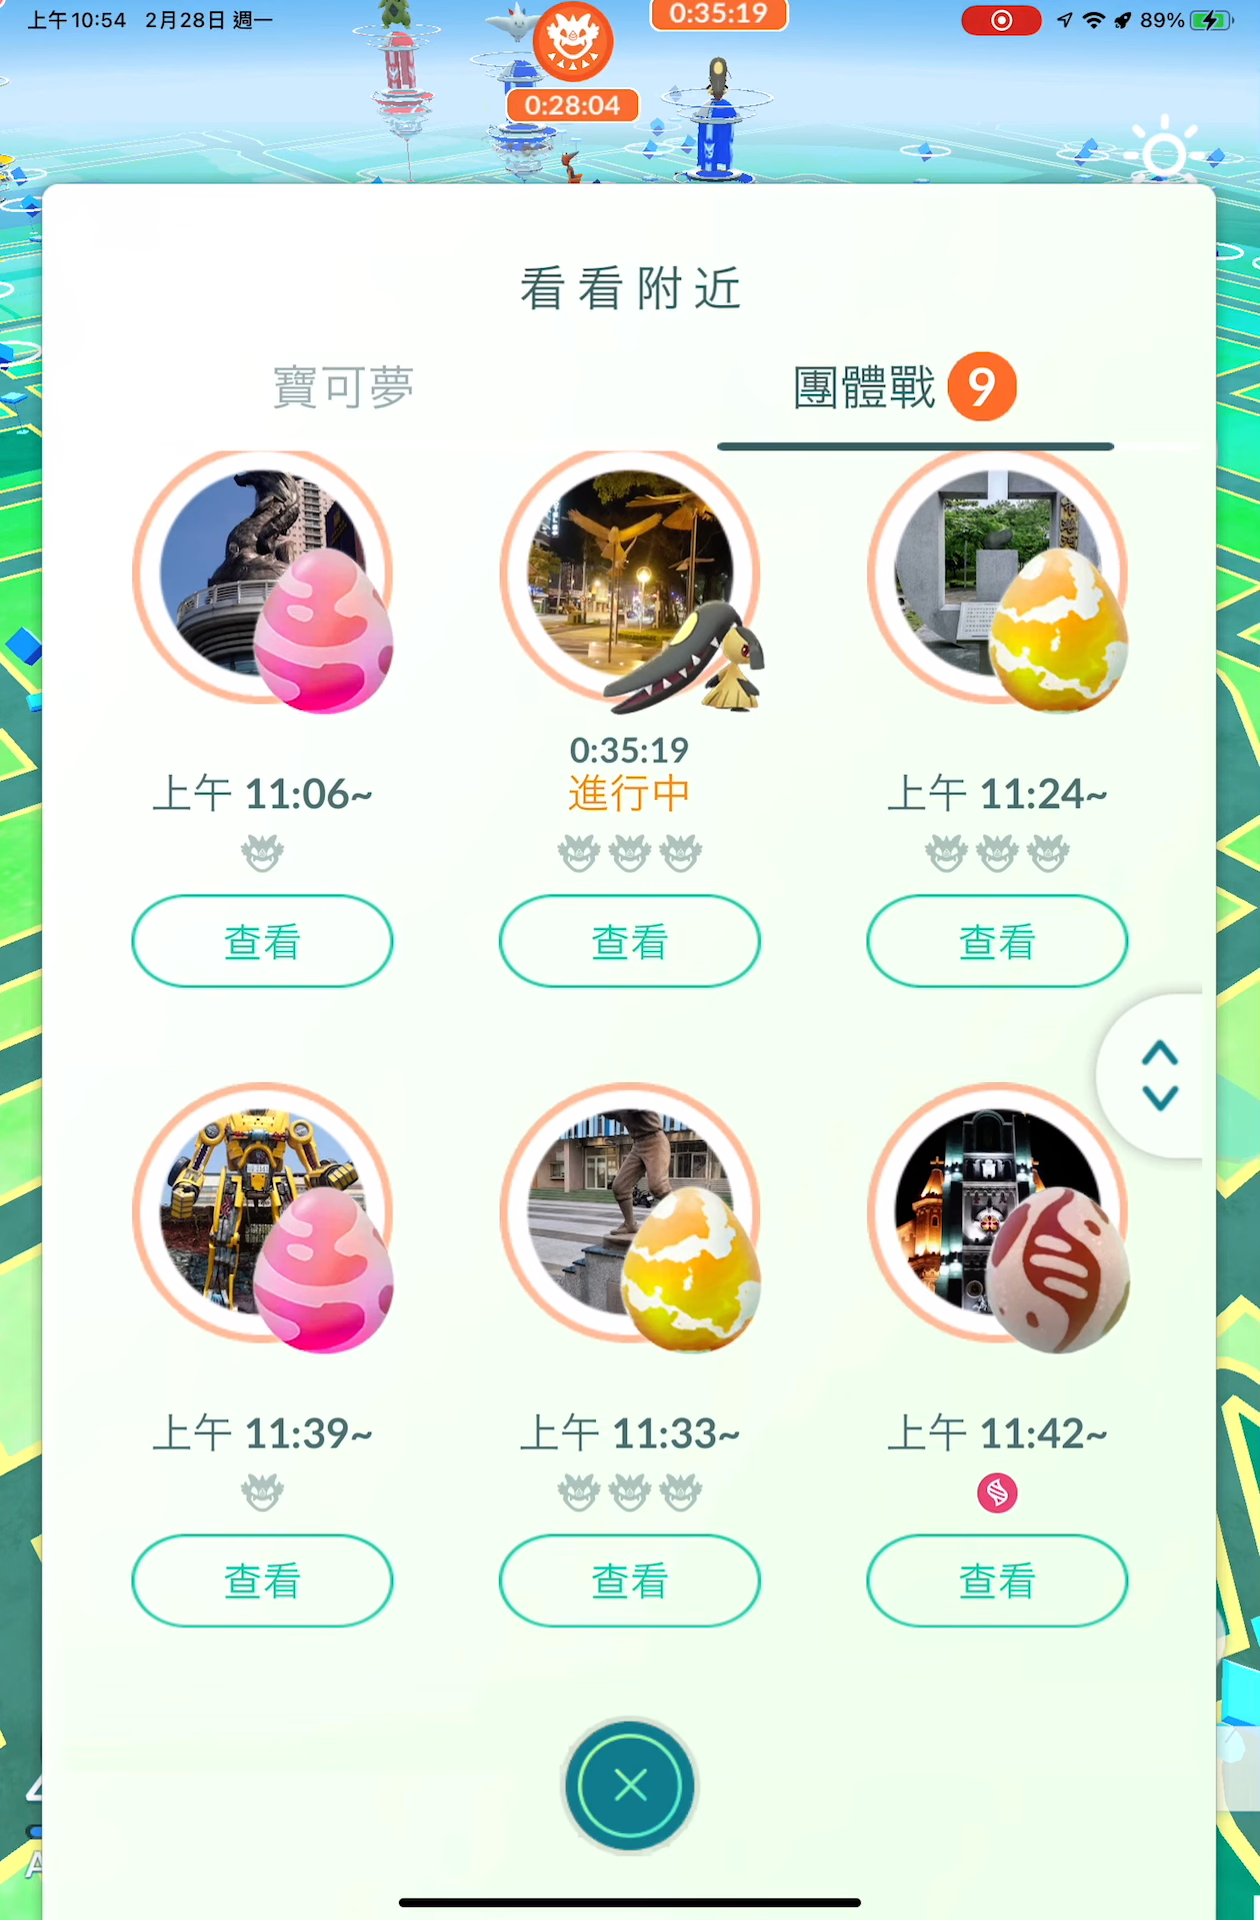 上午10:54 2月28日 週一
89%
0:35:19
0:28:04
看看附近
寶可夢
團體戰 9
0:35:19
上午 11:06~
進行中
上午 11:24~
查看
查看
查看
上午 11:39~
上午 11:33~
上午 11:42~
查看
查看
查看